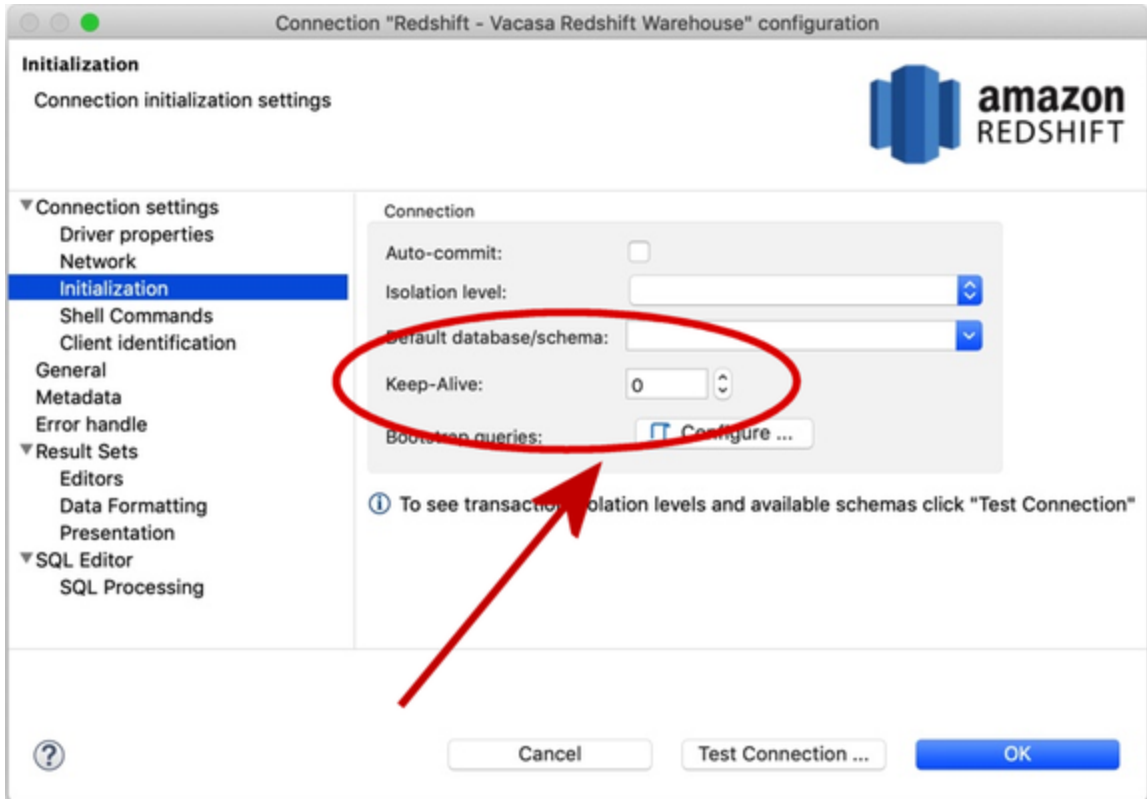 Connection "Redshift - Vacasa Redshift Warehouse" configuration
Initialization
Connection initialization settings
amazon
REDSHIFT
Connection settings
Driver properties
Network
Initialization
Shell Commands
Client identification
General
Metadata
Error handle
Result Sets
Editors
Data Formatting
Presentation
SQL Editor
SQL Processing
Connection
Auto-commit:
Isolation level:
Default database/schema:
Keep-Alive: 0
Bootstrap queries: Configure ...
To see transaction isolation levels and available schemas click "Test Connection"
? Cancel Test Connection ... OK